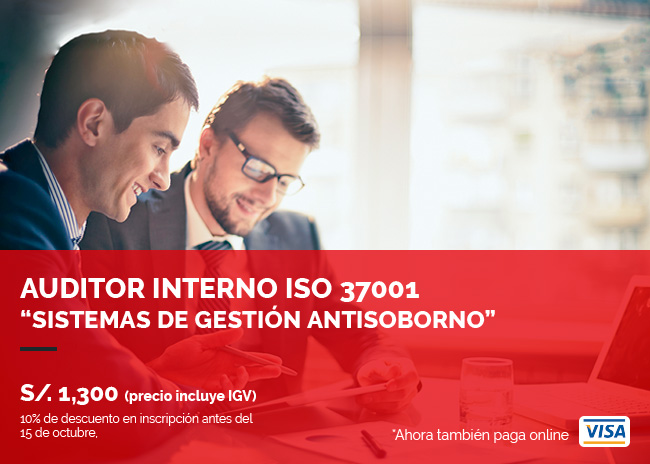 AUDITOR INTERNO ISO 37001
“SISTEMAS DE GESTIÓN ANTISOBORNO”
S/. 1,300 (precio incluye IGV)
10% de descuento en inscripción antes del
15 de octubre.
*Ahora también paga online
VISA